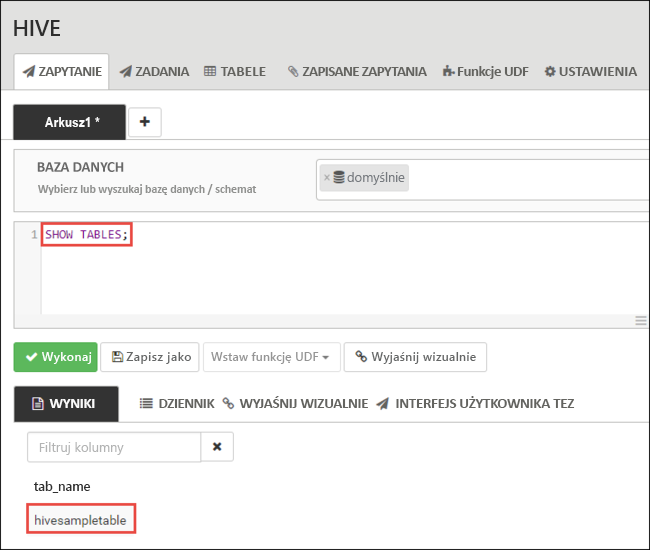 HIVE
ZAPYTANIE ZADANIA TABELE ZAPISANE ZAPYTANIA Funkcje UDF USTAWIENIA
Arkusz1 * +
BAZA DANYCH
Wybierz lub wyszukaj bazę danych / schemat
× domyślnie
1 SHOW TABLES;
Wykonaj Zapisz jako Wstaw funkcję UDF Wyjaśnij wizualnie
WYNIKI DZIENNIK WYJAŚNIJ WIZUALNIE INTERFEJS UŻYTKOWNIKA TEZ
Filtruj kolumny
tab_name
hivesampletable